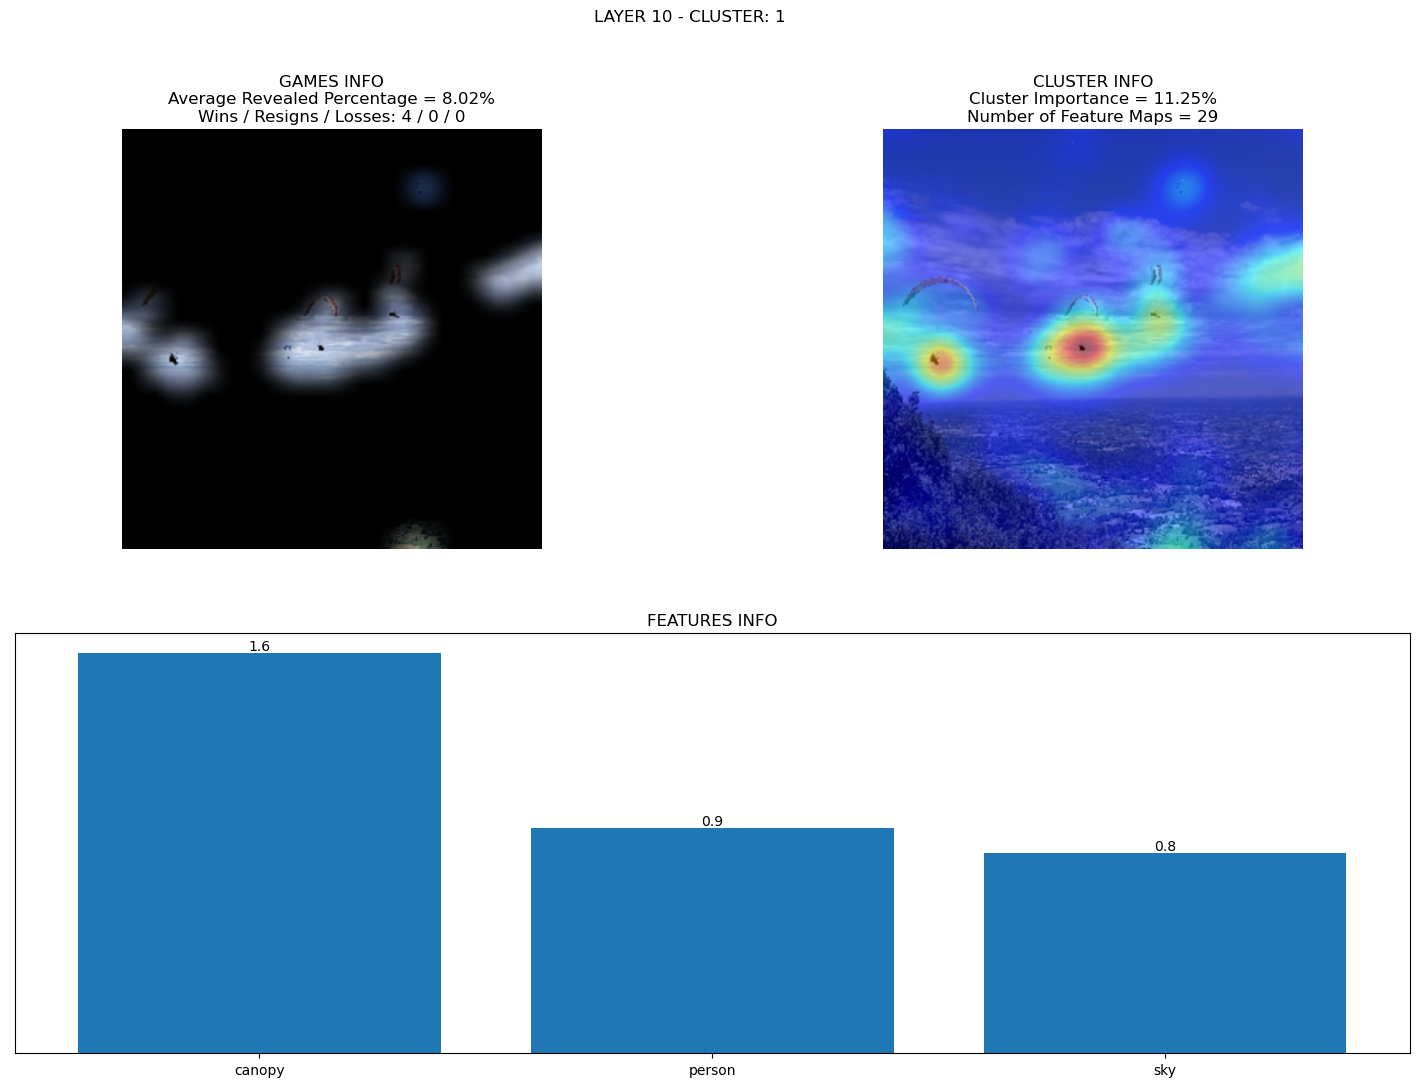 LAYER 10 - CLUSTER: 1
GAMES INFO
Average Revealed Percentage = 8.02%
Wins / Resigns / Losses: 4 / 0 / 0
CLUSTER INFO
Cluster Importance = 11.25%
Number of Feature Maps = 29
FEATURES INFO
1.6
0.9
0.8
canopy
person
sky